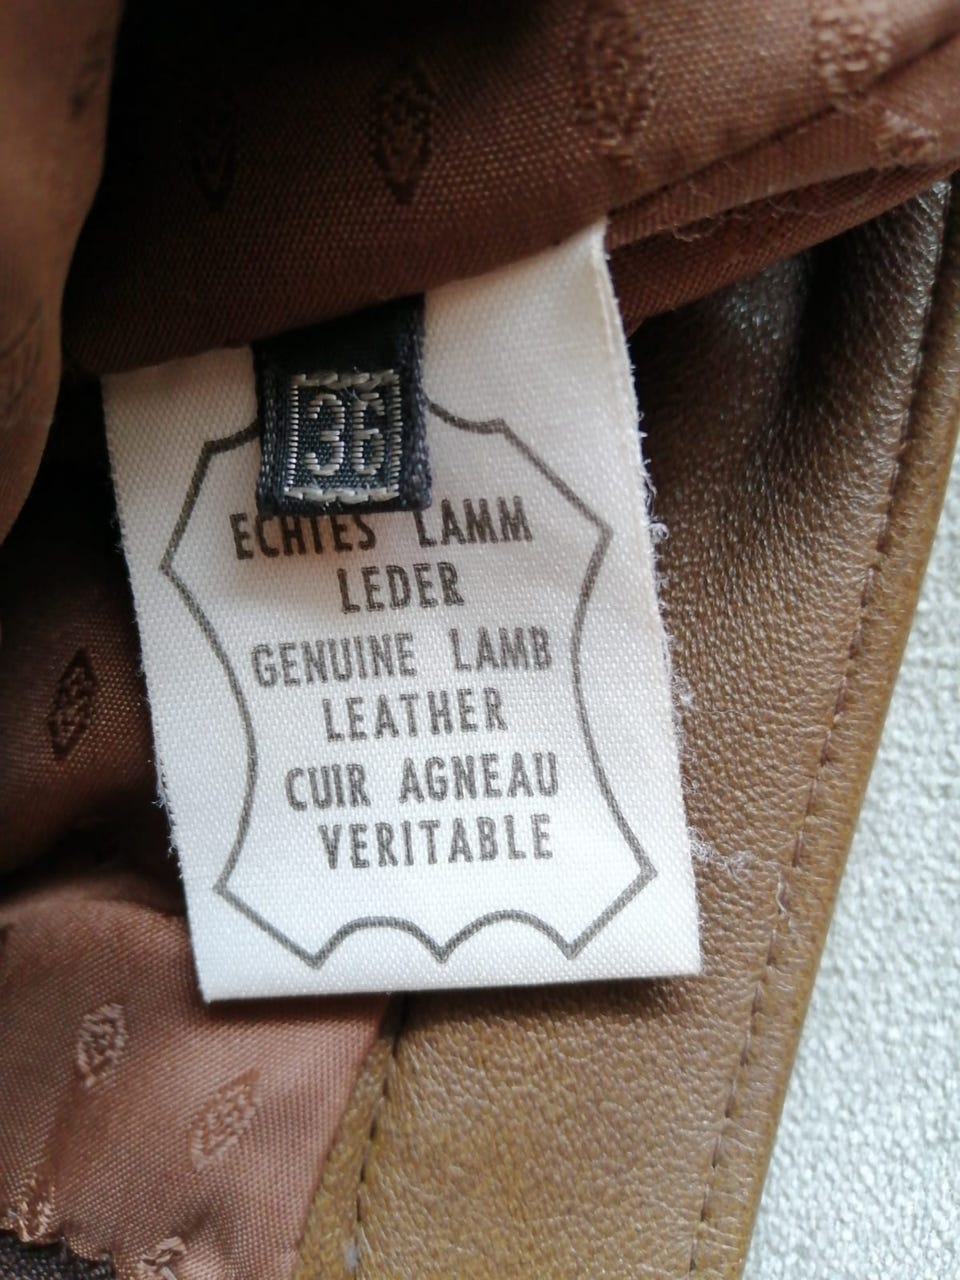 36
ECHTES LAMM
LEDER
GENUINE LAMB
LEATHER
CUIR AGNEAU
VERITABLE